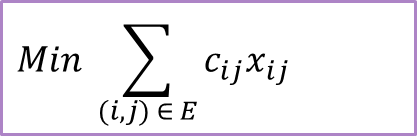 Min ∑_{(i,j) ∈ E} c_{ij}x_{ij}